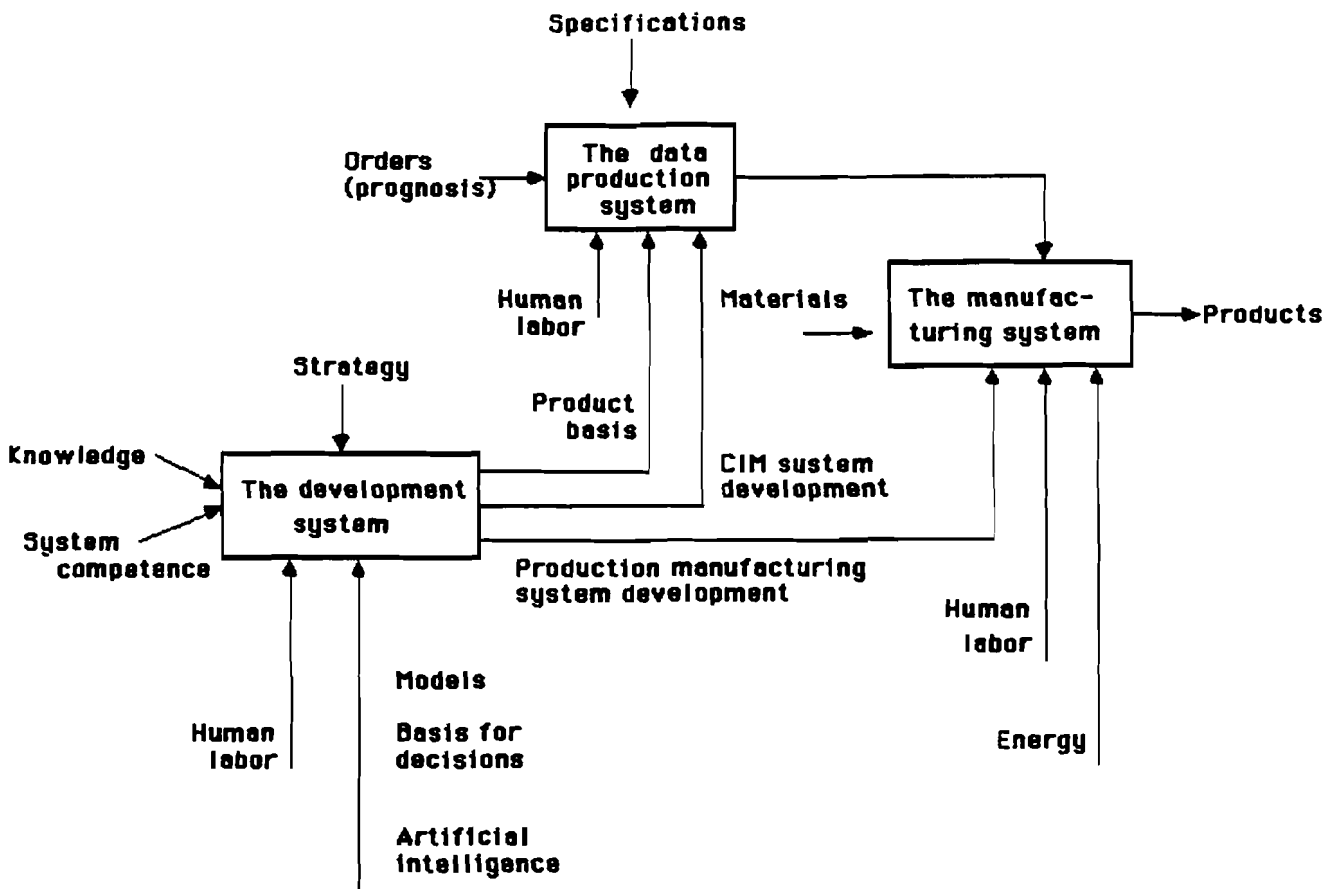 Specifications
The data
production
system
Orders
(prognosis)
Human
labor
Materials
The manufac-
turing system
Products
Strategy
Product
basis
Knowledge
The development
system
System
competence
CIM sustem
development
Production manufacturing
system development
Human
labor
Models
Human
labor
Basis for
decisions
Energy
Artificial
intelligence